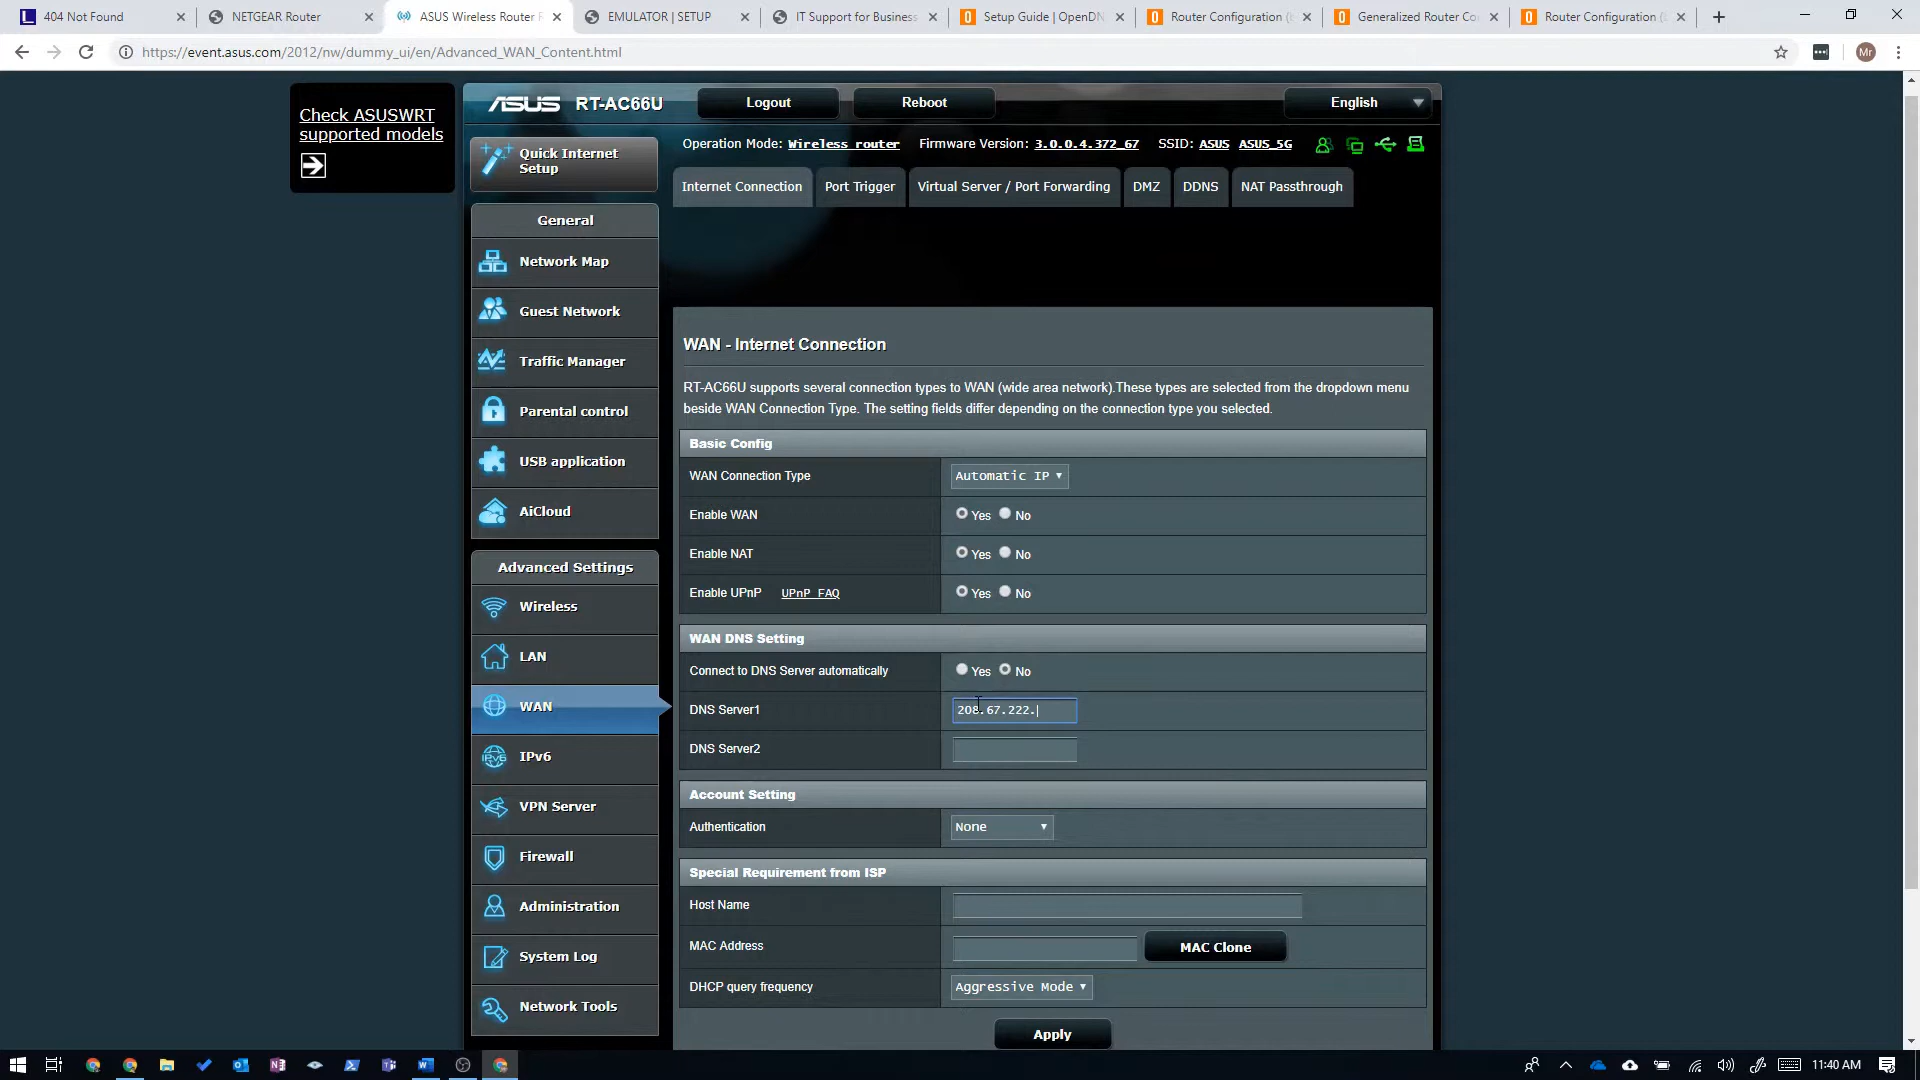 404 Not Found
NETGEAR Router
ASUS Wireless Router
EMULATOR | SETUP
IT Support for Business
Setup Guide | OpenDN
Router Configuration (
Generalized Router Co
Router Configuration (
https://event.asus.com/2012/nw/dummy_ui/en/Advanced_WAN_Content.html
Mr
Check ASUSWRT
supported models
ASUS RT-AC66U
Logout
Reboot
English
Quick Internet
Setup
Operation Mode: Wireless router Firmware Version: 3.0.0.4.372_67 SSID: ASUS ASUS_5G
Internet Connection
Port Trigger
Virtual Server / Port Forwarding
DMZ
DDNS
NAT Passthrough
General
Network Map
Guest Network
Traffic Manager
Parental control
USB application
AiCloud
Advanced Settings
Wireless
LAN
WAN
IPv6
VPN Server
Firewall
Administration
System Log
Network Tools
WAN - Internet Connection
RT-AC66U supports several connection types to WAN (wide area network).These types are selected from the dropdown menu
beside WAN Connection Type. The setting fields differ depending on the connection type you selected.
Basic Config
WAN Connection Type Automatic IP
Enable WAN Yes No
Enable NAT Yes No
Enable UPnP UPnP FAQ Yes No
WAN DNS Setting
Connect to DNS Server automatically Yes No
DNS Server1 208.67.222.
DNS Server2
Account Setting
Authentication None
Special Requirement from ISP
Host Name
MAC Address MAC Clone
DHCP query frequency Aggressive Mode
Apply
11:40 AM